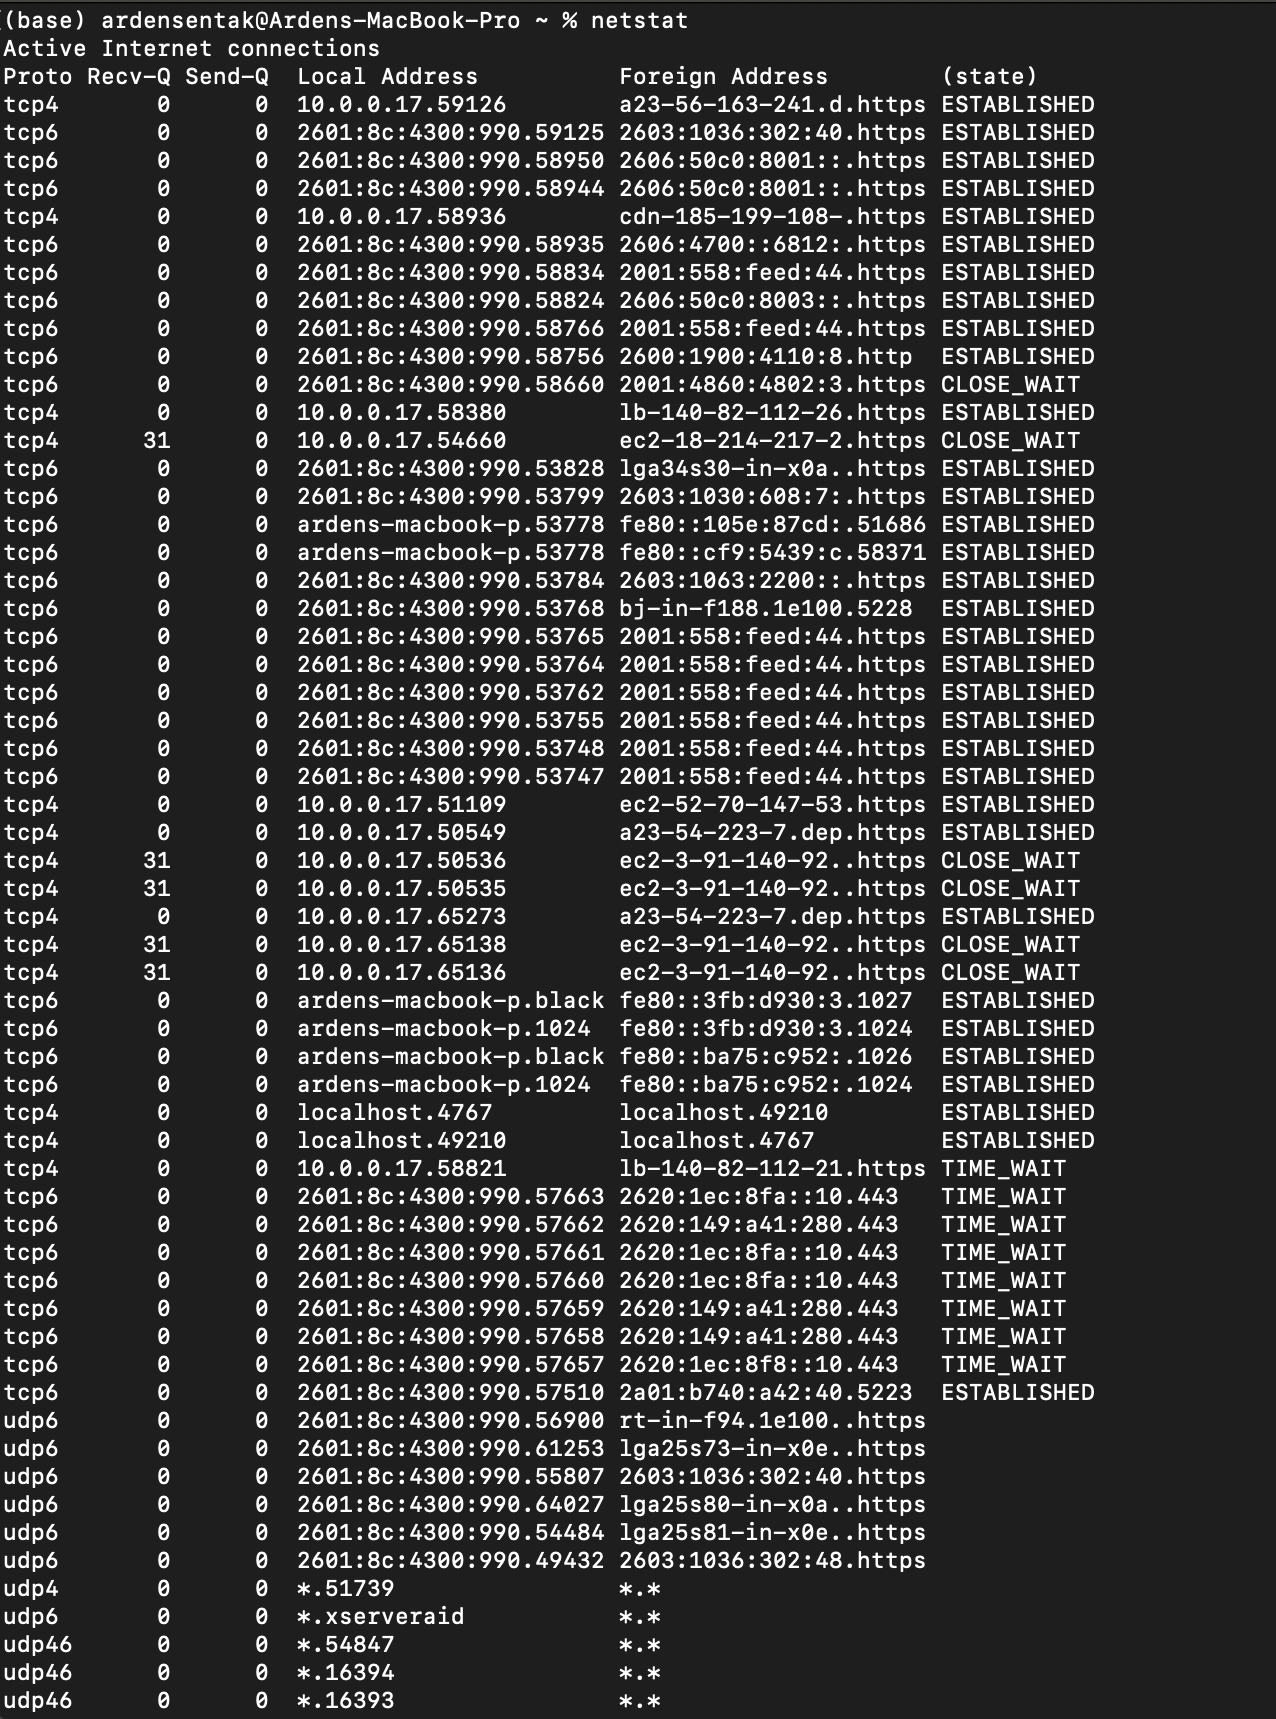 (base) ardensentak@Ardens-MacBook-Pro ~ % netstat
Active Internet connections
Proto Recv-Q Send-Q  Local Address          Foreign Address        (state)
tcp4       0      0  10.0.0.17.59126        a23-56-163-241.d.https ESTABLISHED
tcp6       0      0  2601:8c:4300:990.59125 2603:1036:302:40.https ESTABLISHED
tcp6       0      0  2601:8c:4300:990.58950 2606:50c0:8001::.https ESTABLISHED
tcp6       0      0  2601:8c:4300:990.58944 2606:50c0:8001::.https ESTABLISHED
tcp4       0      0  10.0.0.17.58936        cdn-185-199-108-.https ESTABLISHED
tcp6       0      0  2601:8c:4300:990.58935 2606:4700::6812:.https ESTABLISHED
tcp6       0      0  2601:8c:4300:990.58834 2001:558:feed:44.https ESTABLISHED
tcp6       0      0  2601:8c:4300:990.58824 2606:50c0:8003::.https ESTABLISHED
tcp6       0      0  2601:8c:4300:990.58766 2001:558:feed:44.https ESTABLISHED
tcp6       0      0  2601:8c:4300:990.58756 2600:1900:4110:8.http  ESTABLISHED
tcp6       0      0  2601:8c:4300:990.58660 2001:4860:4802:3.https CLOSE_WAIT
tcp4       0      0  10.0.0.17.58380        lb-140-82-112-26.https ESTABLISHED
tcp4      31      0  10.0.0.17.54660        ec2-18-214-217-2.https CLOSE_WAIT
tcp6       0      0  2601:8c:4300:990.53828 lga34s30-in-x0a..https ESTABLISHED
tcp6       0      0  2601:8c:4300:990.53799 2603:1030:608:7:.https ESTABLISHED
tcp6       0      0  ardens-macbook-p.53778 fe80::105e:87cd:.51686 ESTABLISHED
tcp6       0      0  ardens-macbook-p.53778 fe80::cf9:5439:c.58371 ESTABLISHED
tcp6       0      0  2601:8c:4300:990.53784 2603:1063:2200::.https ESTABLISHED
tcp6       0      0  2601:8c:4300:990.53768 bj-in-f188.1e100.5228  ESTABLISHED
tcp6       0      0  2601:8c:4300:990.53765 2001:558:feed:44.https ESTABLISHED
tcp6       0      0  2601:8c:4300:990.53764 2001:558:feed:44.https ESTABLISHED
tcp6       0      0  2601:8c:4300:990.53762 2001:558:feed:44.https ESTABLISHED
tcp6       0      0  2601:8c:4300:990.53755 2001:558:feed:44.https ESTABLISHED
tcp6       0      0  2601:8c:4300:990.53748 2001:558:feed:44.https ESTABLISHED
tcp6       0      0  2601:8c:4300:990.53747 2001:558:feed:44.https ESTABLISHED
tcp4       0      0  10.0.0.17.51109        ec2-52-70-147-53.https ESTABLISHED
tcp4       0      0  10.0.0.17.50549        a23-54-223-7.dep.https ESTABLISHED
tcp4      31      0  10.0.0.17.50536        ec2-3-91-140-92..https CLOSE_WAIT
tcp4      31      0  10.0.0.17.50535        ec2-3-91-140-92..https CLOSE_WAIT
tcp4       0      0  10.0.0.17.65273        a23-54-223-7.dep.https ESTABLISHED
tcp4      31      0  10.0.0.17.65138        ec2-3-91-140-92..https CLOSE_WAIT
tcp4      31      0  10.0.0.17.65136        ec2-3-91-140-92..https CLOSE_WAIT
tcp6       0      0  ardens-macbook-p.black fe80::3fb:d930:3.1027  ESTABLISHED
tcp6       0      0  ardens-macbook-p.1024  fe80::3fb:d930:3.1024  ESTABLISHED
tcp6       0      0  ardens-macbook-p.black fe80::ba75:c952:.1026  ESTABLISHED
tcp6       0      0  ardens-macbook-p.1024  fe80::ba75:c952:.1024  ESTABLISHED
tcp4       0      0  localhost.4767         localhost.49210        ESTABLISHED
tcp4       0      0  localhost.49210        localhost.4767         ESTABLISHED
tcp4       0      0  10.0.0.17.58821        lb-140-82-112-21.https TIME_WAIT
tcp6       0      0  2601:8c:4300:990.57663 2620:1ec:8fa::10.443   TIME_WAIT
tcp6       0      0  2601:8c:4300:990.57662 2620:149:a41:280.443   TIME_WAIT
tcp6       0      0  2601:8c:4300:990.57661 2620:1ec:8fa::10.443   TIME_WAIT
tcp6       0      0  2601:8c:4300:990.57660 2620:1ec:8fa::10.443   TIME_WAIT
tcp6       0      0  2601:8c:4300:990.57659 2620:149:a41:280.443   TIME_WAIT
tcp6       0      0  2601:8c:4300:990.57658 2620:149:a41:280.443   TIME_WAIT
tcp6       0      0  2601:8c:4300:990.57657 2620:1ec:8f8::10.443   TIME_WAIT
tcp6       0      0  2601:8c:4300:990.57510 2a01:b740:a42:40.5223  ESTABLISHED
udp6       0      0  2601:8c:4300:990.56900 rt-in-f94.1e100..https
udp6       0      0  2601:8c:4300:990.61253 lga25s73-in-x0e..https
udp6       0      0  2601:8c:4300:990.55807 2603:1036:302:40.https
udp6       0      0  2601:8c:4300:990.64027 lga25s80-in-x0a..https
udp6       0      0  2601:8c:4300:990.54484 lga25s81-in-x0e..https
udp6       0      0  2601:8c:4300:990.49432 2603:1036:302:48.https
udp4       0      0  *.51739                *.*
udp6       0      0  *.xserveraid           *.*
udp46      0      0  *.54847                *.*
udp46      0      0  *.16394                *.*
udp46      0      0  *.16393                *.*